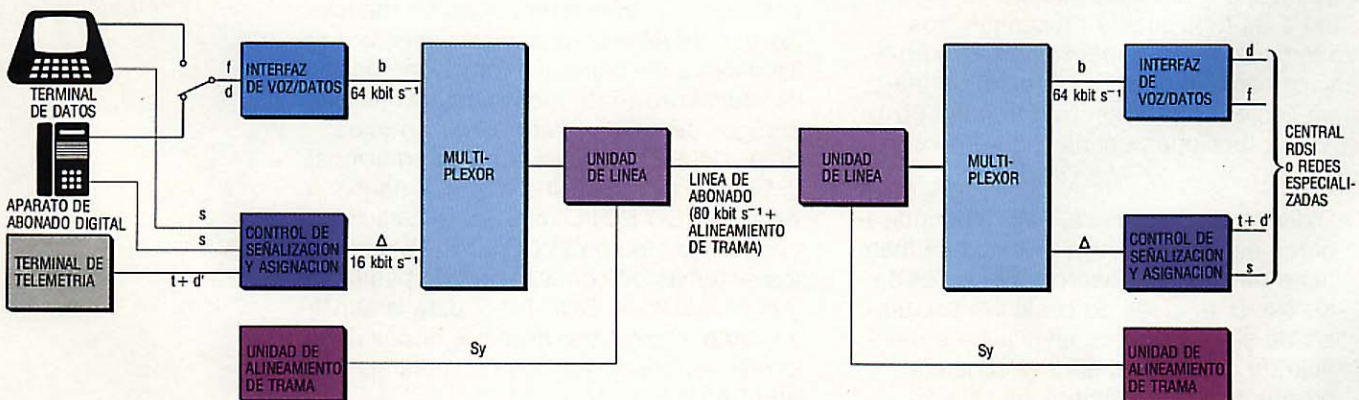 TERMINAL
DE DATOS
APARATO DE
ABONADO DIGITAL
TERMINAL DE
TELEMETRIA
f
d
s
s
t + d'
INTERFAZ
DE VOZ/DATOS
b
64 kbit s⁻¹
CONTROL DE
SEÑALIZACION
Y ASIGNACION
Δ
16 kbit s⁻¹
UNIDAD DE
ALINEAMIENTO
DE TRAMA
Sy
MULTI-
PLEXOR
UNIDAD
DE LINEA
LINEA DE
ABONADO
(80 kbit s⁻¹ +
ALINEAMIENTO
DE TRAMA)
UNIDAD
DE LINEA
MULTI-
PLEXOR
b
64 kbit s⁻¹
INTERFAZ
DE
VOZ/DATOS
d
f
Δ
CONTROL DE
SEÑALIZACION
Y ASIGNACION
t + d'
s
CENTRAL
RDSI
o REDES
ESPECIALI-
ZADAS
Sy
UNIDAD DE
ALINEAMIENTO
DE TRAMA